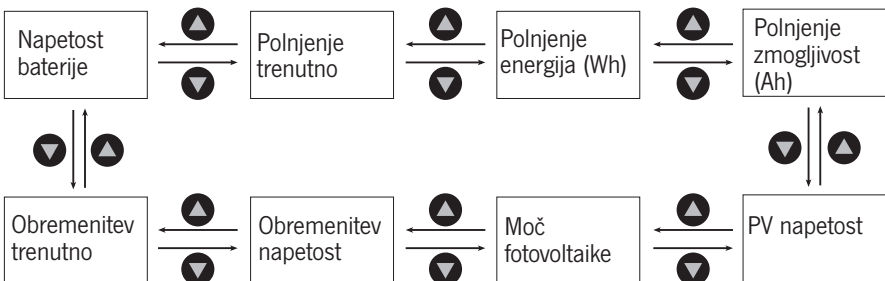 Napetost
baterije
Polnjenje
trenutno
Polnjenje
energija (Wh)
Polnjenje
zmogljivost
(Ah)
Obremenitev
trenutno
Obremenitev
napetost
Moč
fotovoltaike
PV napetost